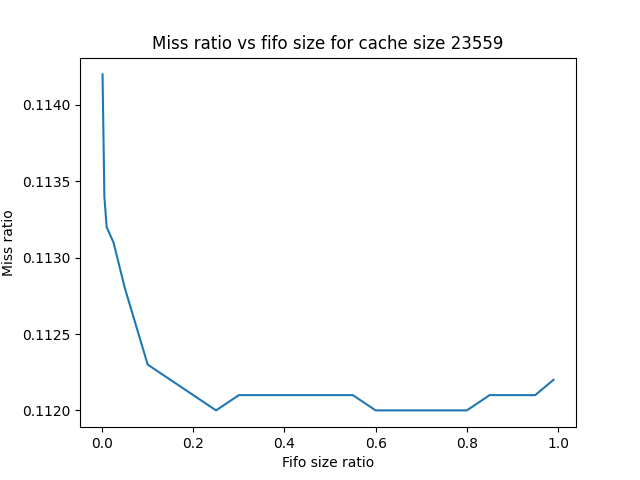 Miss ratio vs fifo size for cache size 23559
0.1140
0.1135
0.1130
0.1125
0.1120
Miss ratio
0.0 0.2 0.4 0.6 0.8 1.0
Fifo size ratio